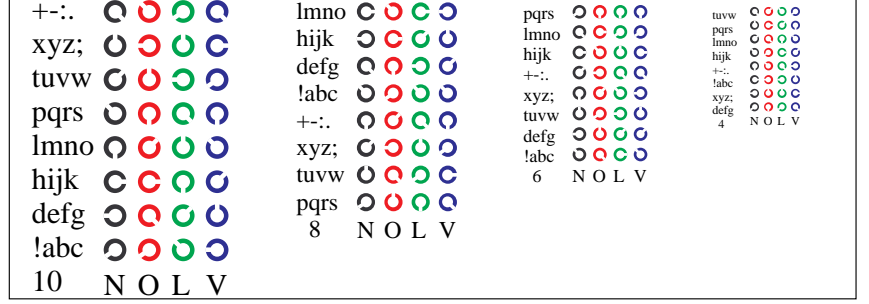 +-:.
xyz;
tuvw
pqrs
lmno
hijk
defg
!abc
10 N O L V
lmno
hijk
defg
!abc
+-:.
xyz;
tuvw
pqrs
8 N O L V
pqrs
lmno
hijk
+-:.
xyz;
tuvw
defg
!abc
6 N O L V
tuvw
pqrs
lmno
hijk
+-:.
!abc
xyz;
defg
4 N O L V